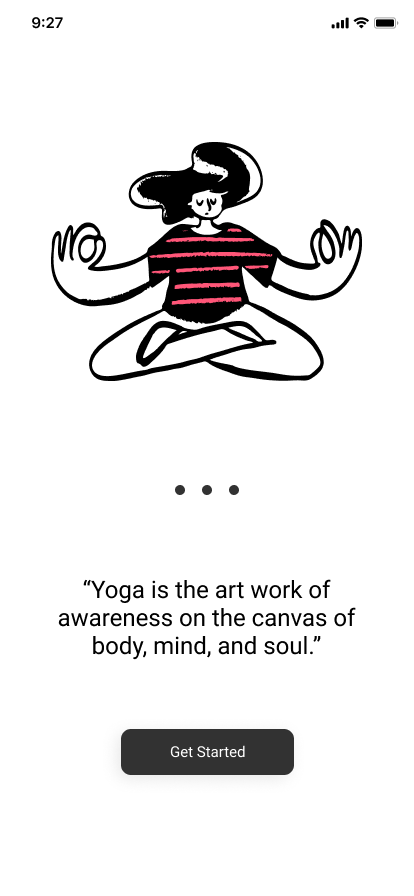 9:27
“Yoga is the art work of
awareness on the canvas of
body, mind, and soul.”
Get Started